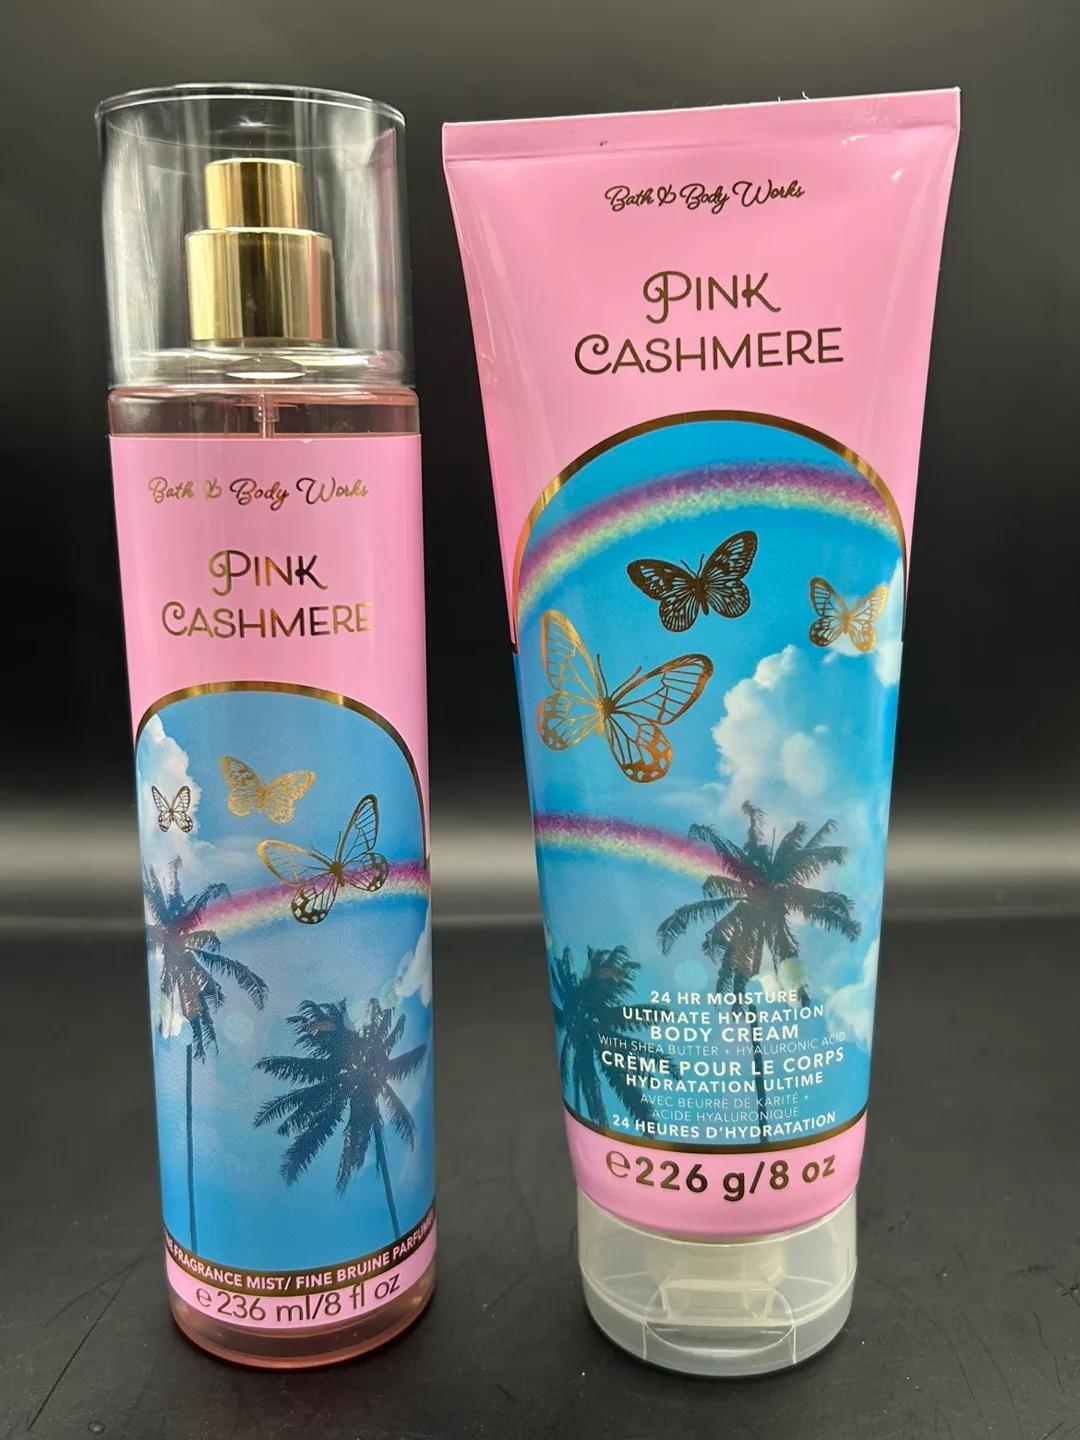 Bath & Body Works
PINK
CASHMERE
FRAGRANCE MIST/ FINE BRUINE PARFUMÉE
e 236 ml/8 fl oz
Bath & Body Works
PINK
CASHMERE
24 HR MOISTURE
ULTIMATE HYDRATION
BODY CREAM
WITH SHEA BUTTER + HYALURONIC ACID
CRÈME POUR LE CORPS
HYDRATATION ULTIME
AVEC BEURRE DE KARITÉ +
ACIDE HYALURONIQUE
24 HEURES D'HYDRATATION
e226 g/8 oz